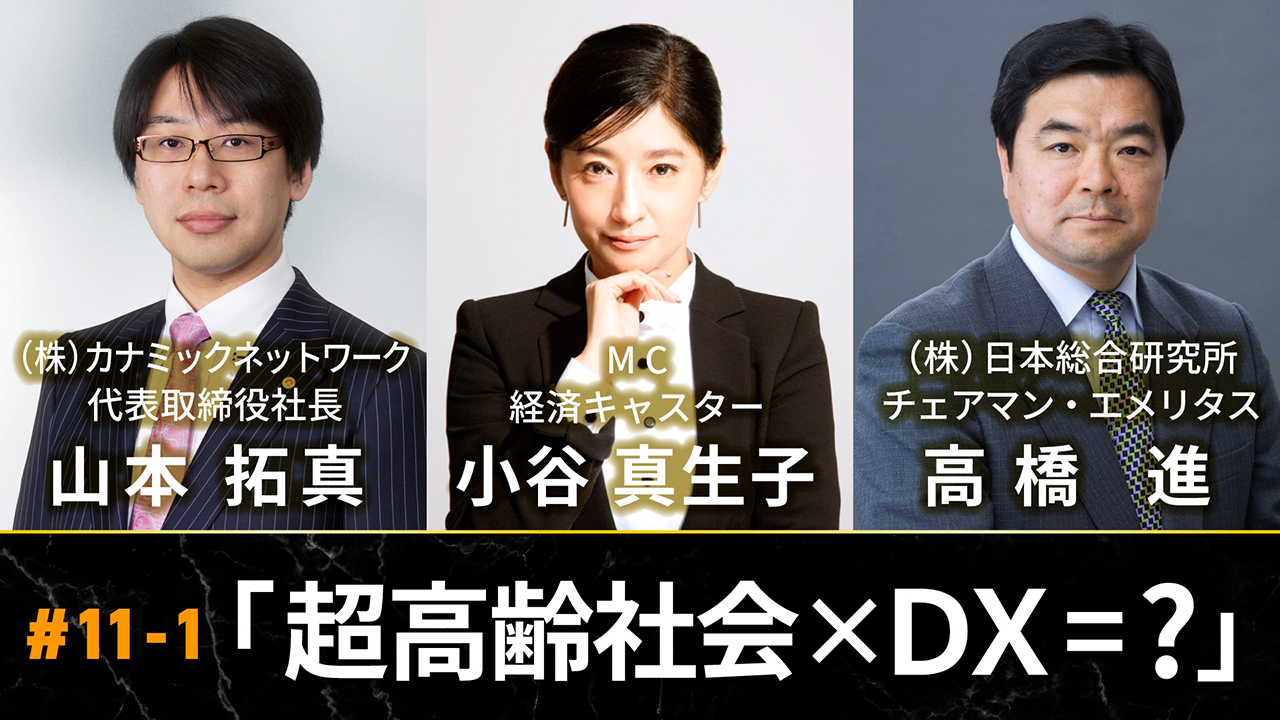 (株)カナミックネットワーク
代表取締役社長
山本 拓真
MC
経済キャスター
小谷 真生子
(株)日本総合研究所
チェアマン・エメリタス
高橋 進
#11-1「超高齢社会×DX=?」